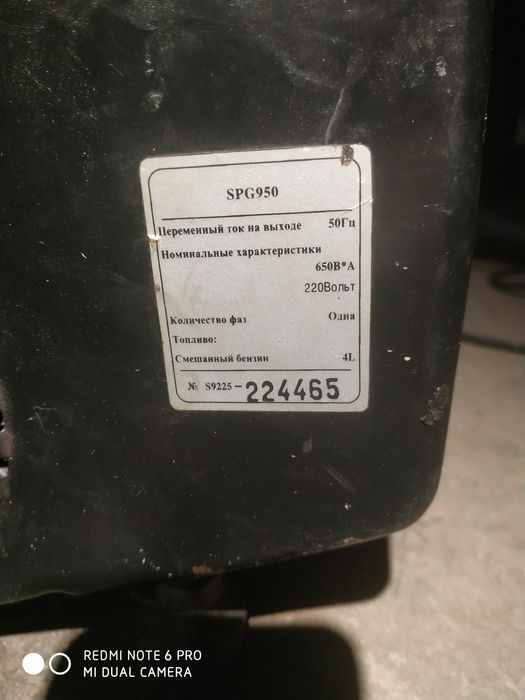 SPG950
Переменный ток на выходе 50Гц
Номинальные характеристики
650В*А
220Вольт
Количество фаз Одна
Топливо:
Смешанный бензин 4L
№ S9225-224465
REDMI NOTE 6 PRO
MI DUAL CAMERA